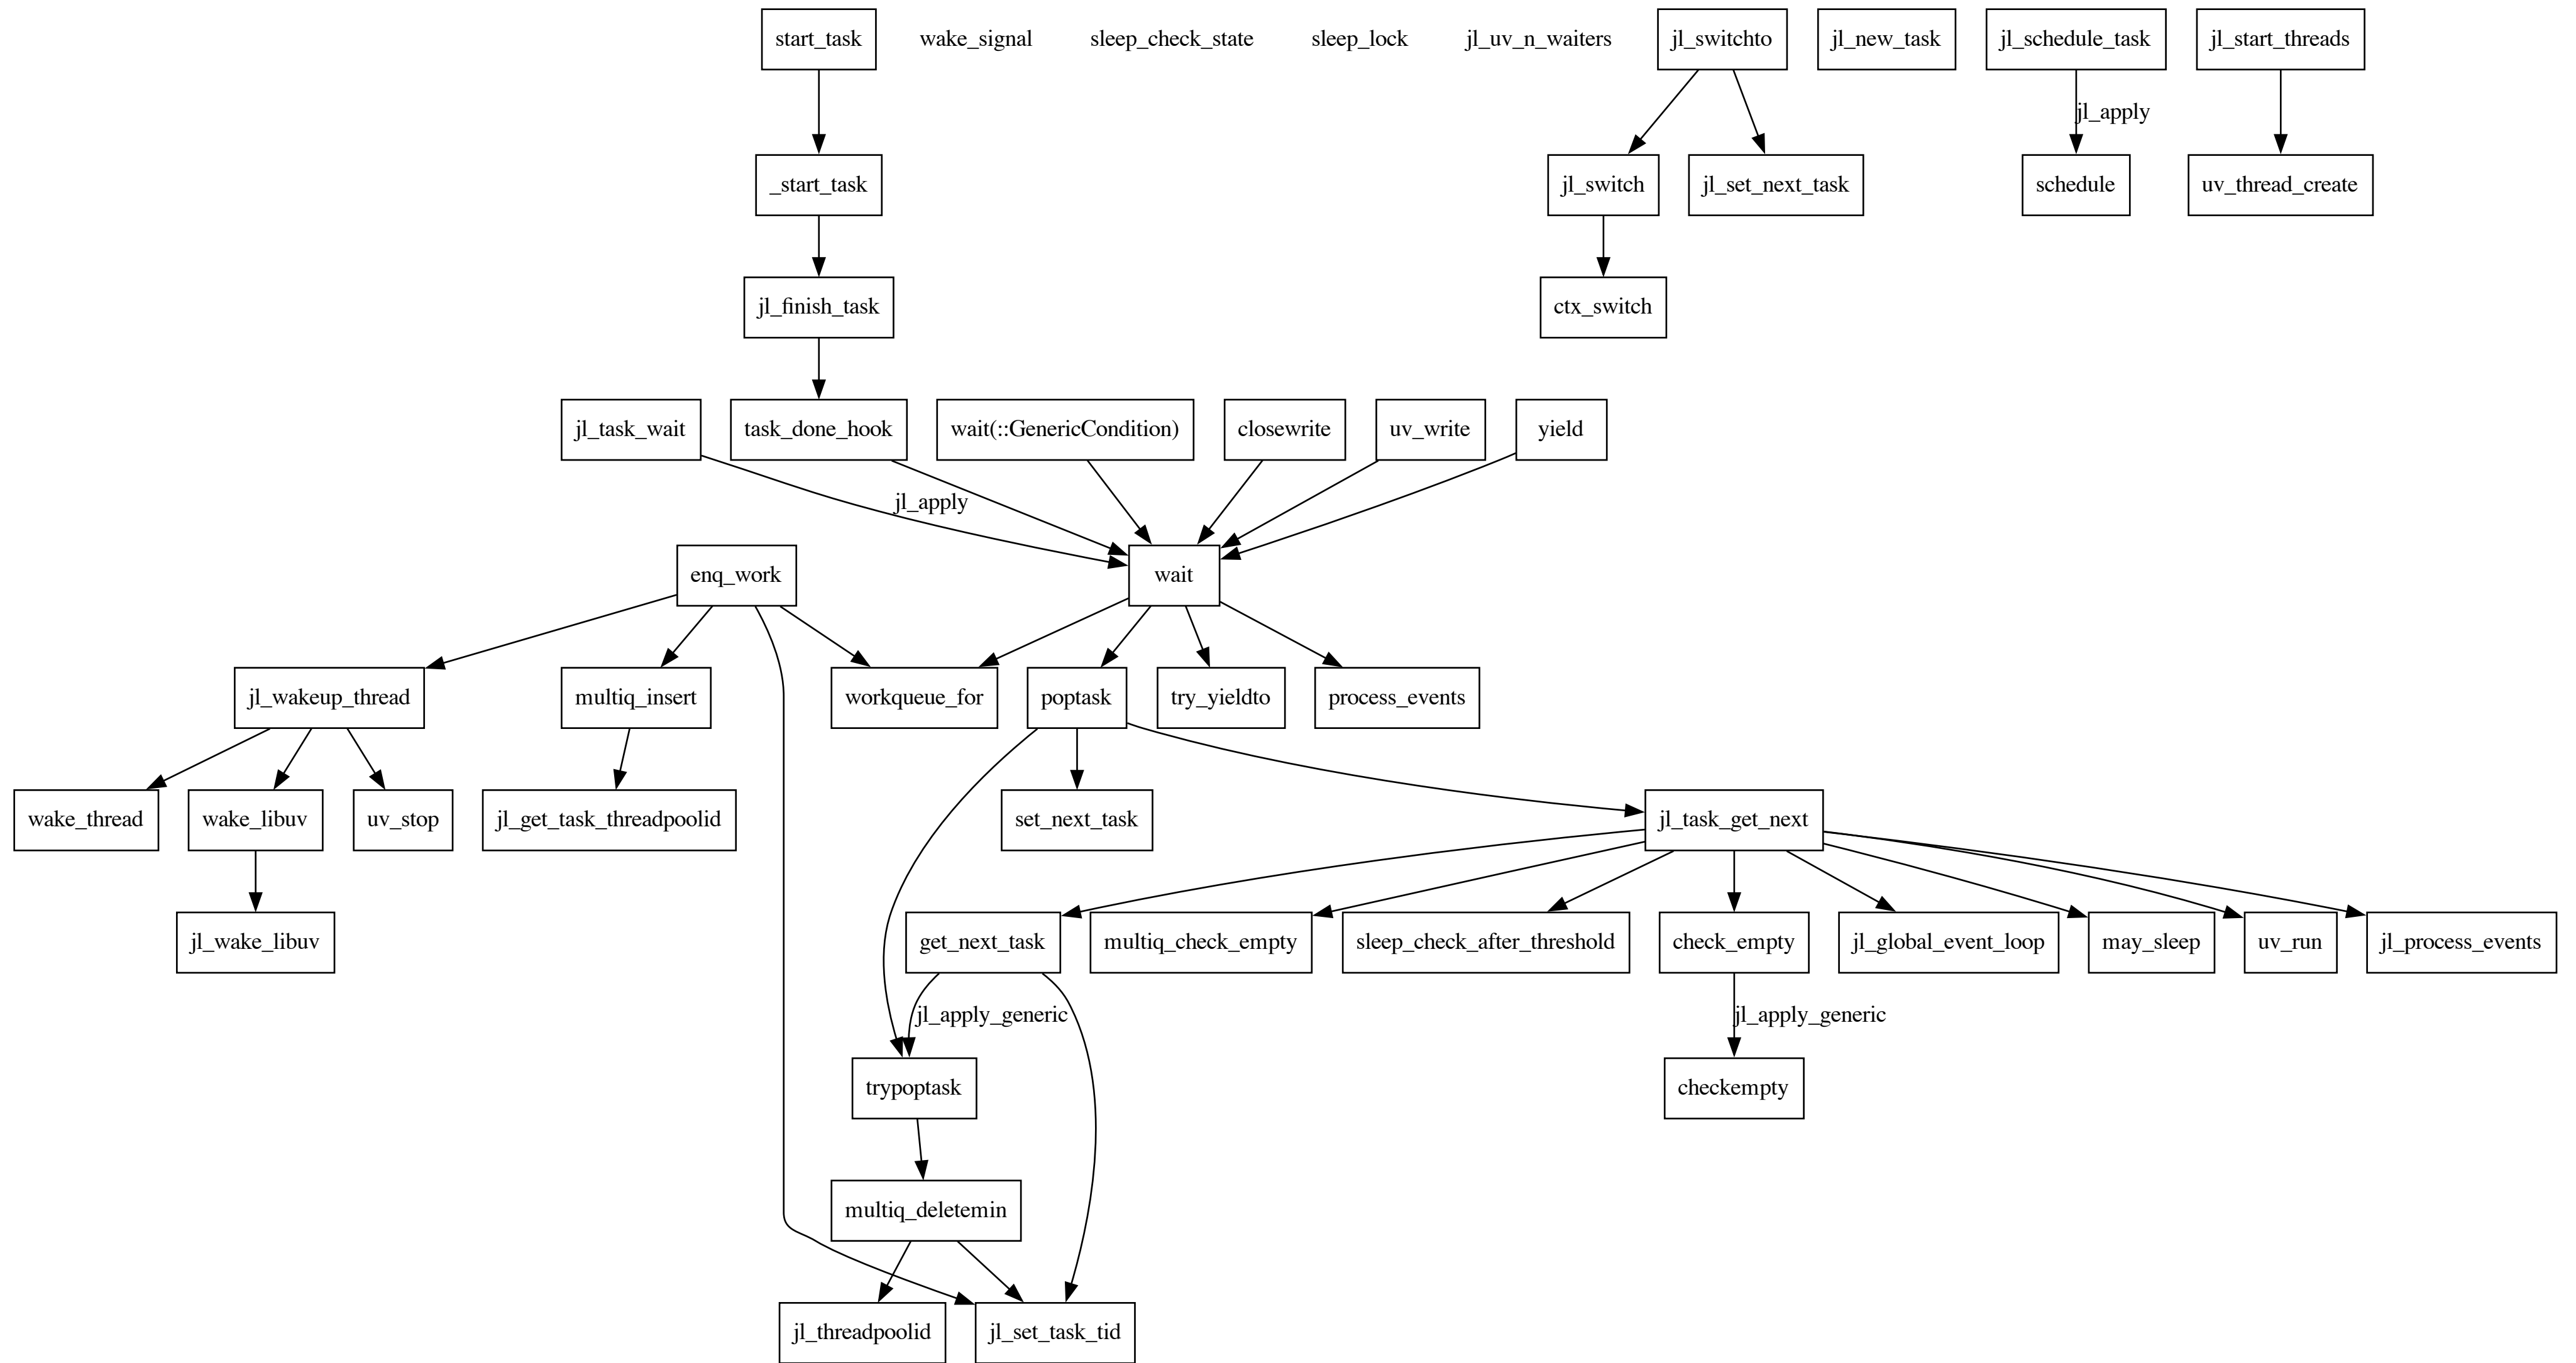 start_task
wake_signal
sleep_check_state
sleep_lock
jl_uv_n_waiters
jl_switchto
jl_new_task
jl_schedule_task
jl_start_threads
jl_apply
_start_task
jl_switch
jl_set_next_task
schedule
uv_thread_create
jl_finish_task
ctx_switch
jl_task_wait
task_done_hook
wait(::GenericCondition)
closewrite
uv_write
yield
jl_apply
enq_work
wait
jl_wakeup_thread
multiq_insert
workqueue_for
poptask
try_yieldto
process_events
wake_thread
wake_libuv
uv_stop
jl_get_task_threadpoolid
set_next_task
jl_task_get_next
jl_wake_libuv
get_next_task
multiq_check_empty
sleep_check_after_threshold
check_empty
jl_global_event_loop
may_sleep
uv_run
jl_process_events
jl_apply_generic
jl_apply_generic
trypoptask
checkempty
multiq_deletemin
jl_threadpoolid
jl_set_task_tid